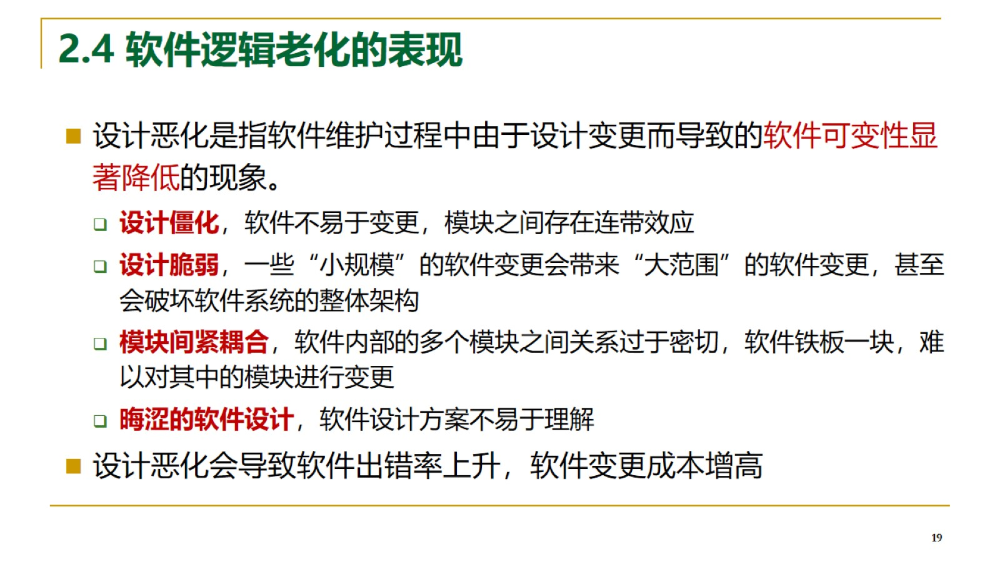 2.4 软件逻辑老化的表现
设计恶化是指软件维护过程中由于设计变更而导致的软件可变性显
著降低的现象。
设计僵化，软件不易于变更，模块之间存在连带效应
设计脆弱，一些“小规模”的软件变更会带来“大范围”的软件变更，甚至
会破坏软件系统的整体架构
模块间紧耦合，软件内部的多个模块之间关系过于密切，软件铁板一块，难
以对其中的模块进行变更
晦涩的软件设计，软件设计方案不易于理解
设计恶化会导致软件出错率上升，软件变更成本增高
19